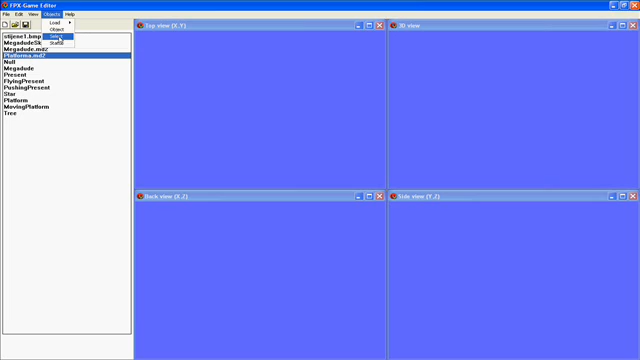 FPX-Game Editor
File Edit View Objects Help
Load
Object
Select
Top view (X,Y)
3D view
stijene1.bmp
Megadude.md2
Platforma.md2
Null
Megadude
Present
FlyingPresent
PushingPresent
Star
Platform
MovingPlatform
Tree
Back view (X,Z)
Side view (Y,Z)